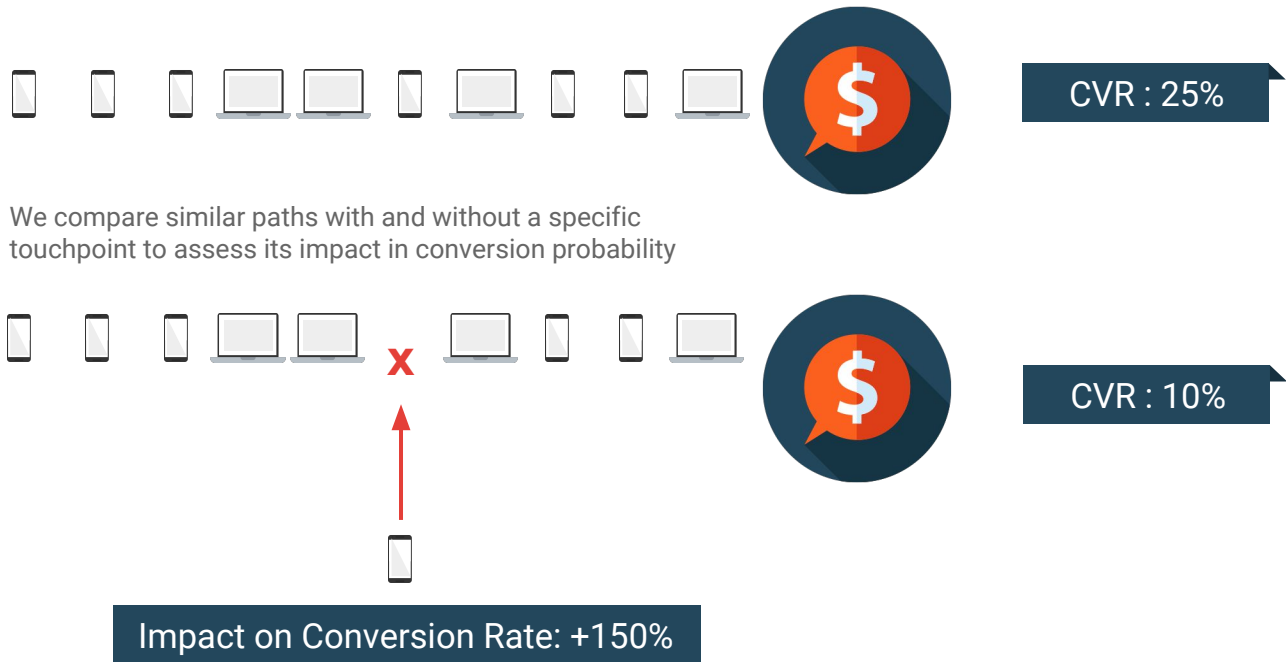 $
CVR : 25%
We compare similar paths with and without a specific
touchpoint to assess its impact in conversion probability
x
$
CVR : 10%
Impact on Conversion Rate: +150%